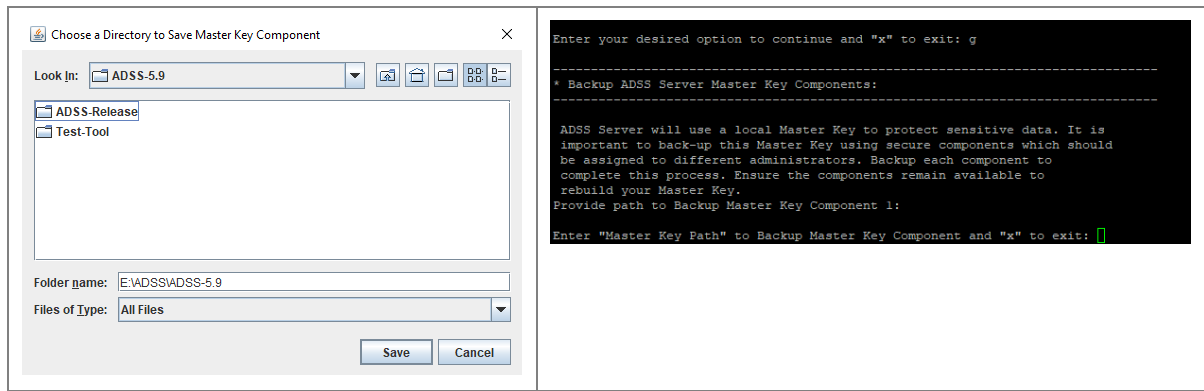 Choose a Directory to Save Master Key Component
Look In: ADSS-5.9
ADSS-Release
Test-Tool
Folder name: E:\ADSS\ADSS-5.9
Files of Type: All Files
Save Cancel
Enter your desired option to continue and "x" to exit: g
--------------------------------------------------------------------------------
* Backup ADSS Server Master Key Components:
--------------------------------------------------------------------------------
ADSS Server will use a local Master Key to protect sensitive data. It is
important to back-up this Master Key using secure components which should
be assigned to different administrators. Backup each component to
complete this process. Ensure the components remain available to
rebuild your Master Key.
Provide path to Backup Master Key Component 1:
Enter "Master Key Path" to Backup Master Key Component and "x" to exit: